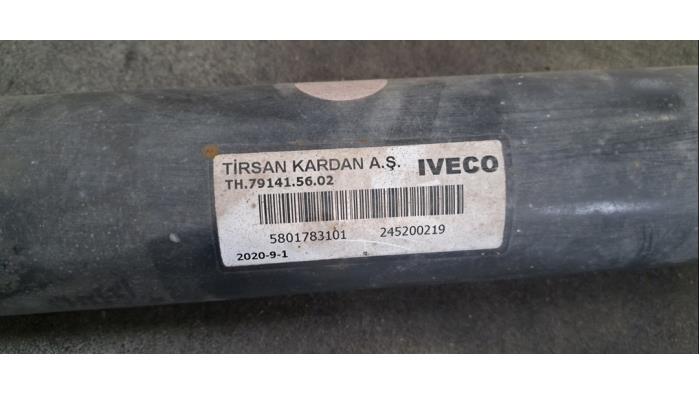 TİRSAN KARDAN A.Ş. IVECO
TH.79141.56.02
5801783101 245200219
2020-9-1